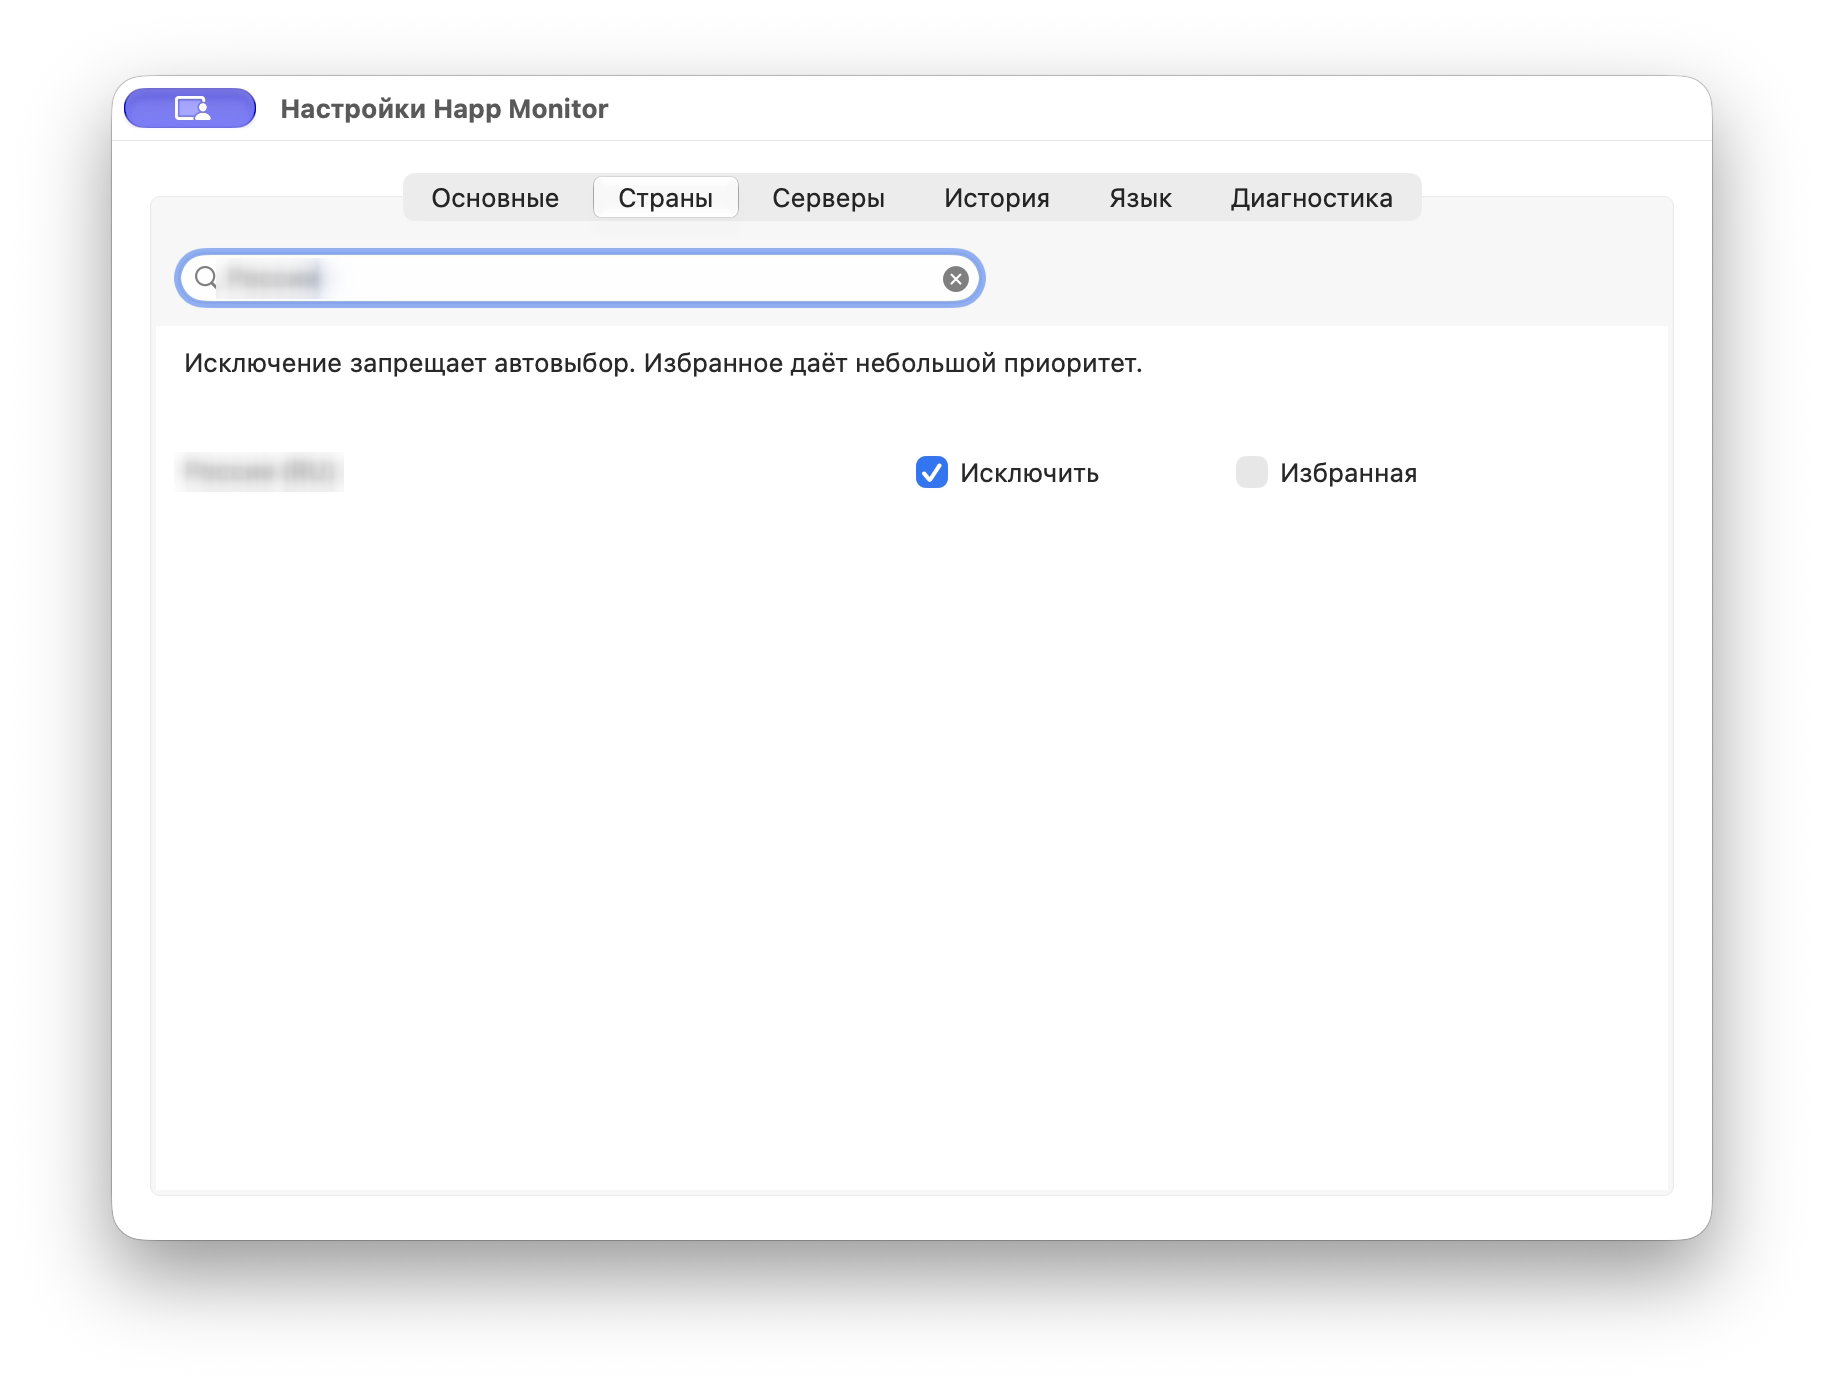 Настройки Happ Monitor
Основные Страны Серверы История Язык Диагностика
Исключение запрещает автовыбор. Избранное даёт небольшой приоритет.
Исключить Избранная